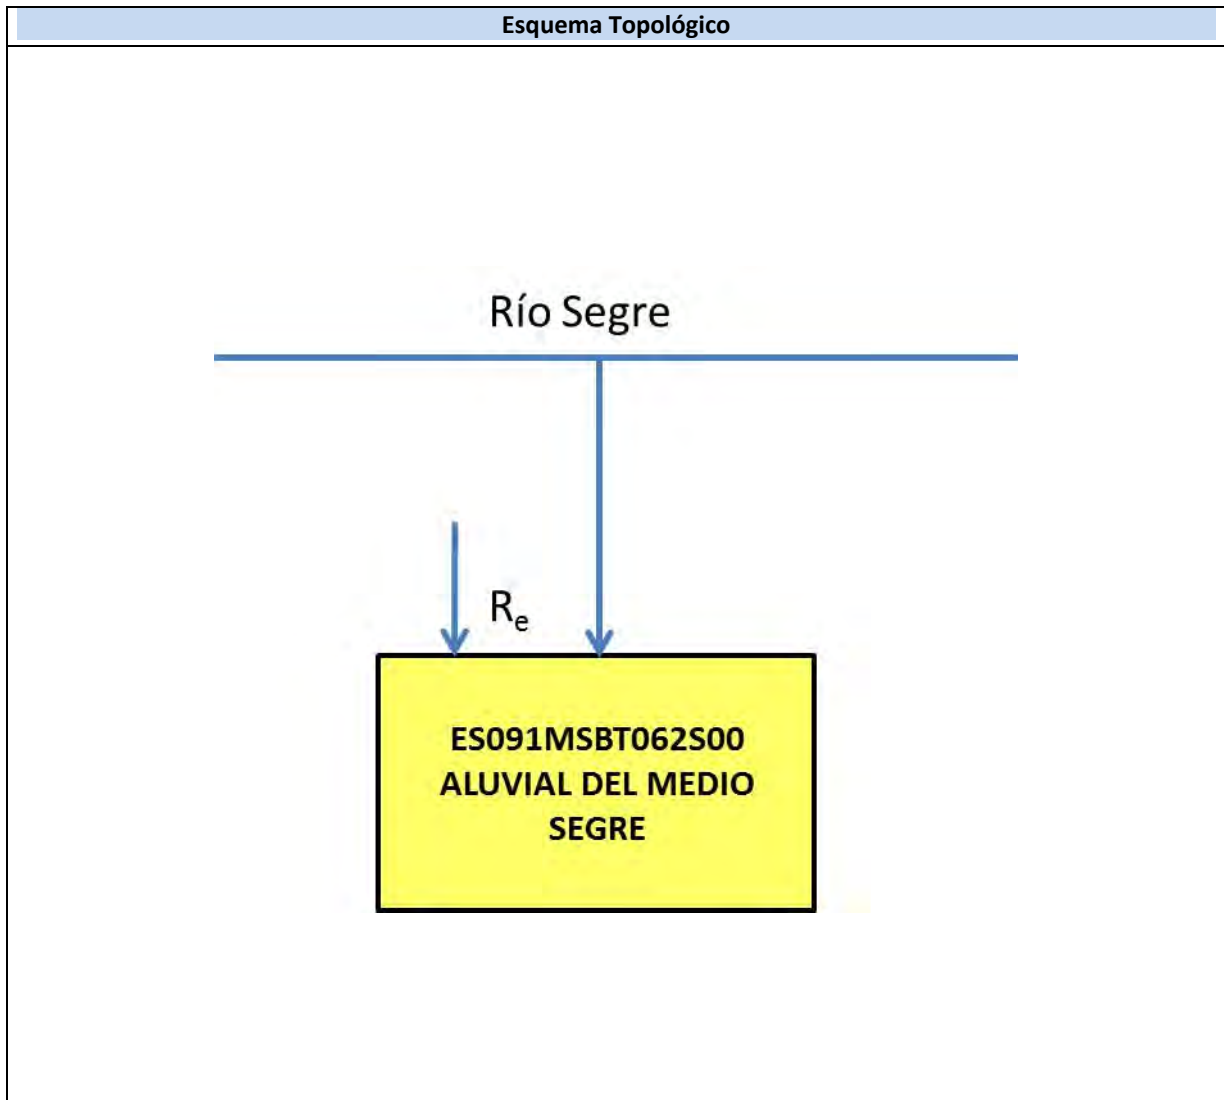 Esquema Topológico
Río Segre
Re
ES091MSBT062S00
ALUVIAL DEL MEDIO
SEGRE